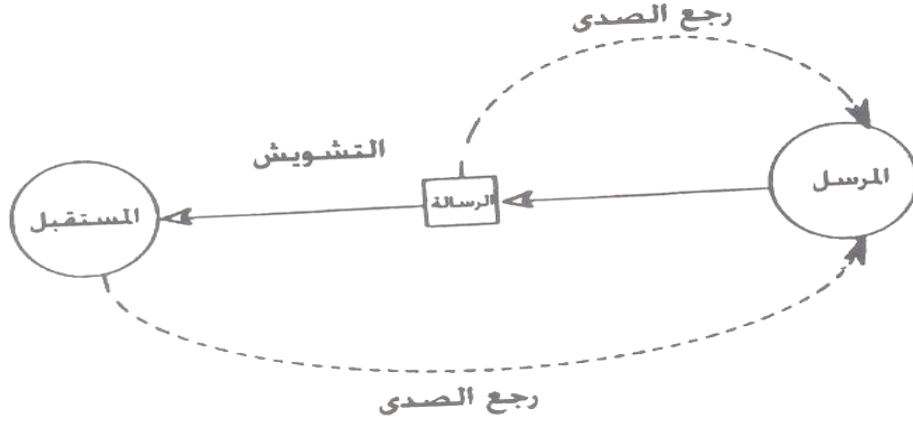 رجع الصدى
التشويش
المرسل
الرسالة
المستقبل
رجع الصدى